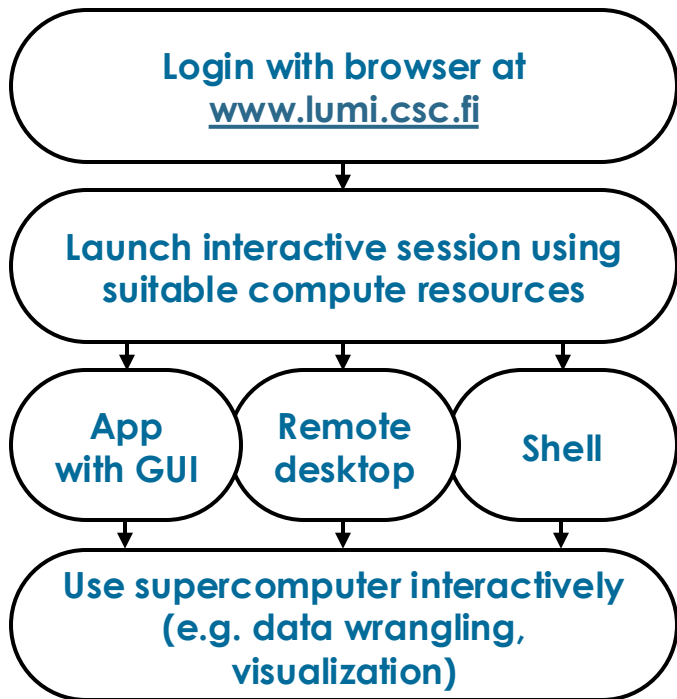 Login with browser at
www.lumi.csc.fi
Launch interactive session using
suitable compute resources
App
with GUI
Remote
desktop
Shell
Use supercomputer interactively
(e.g. data wrangling,
visualization)